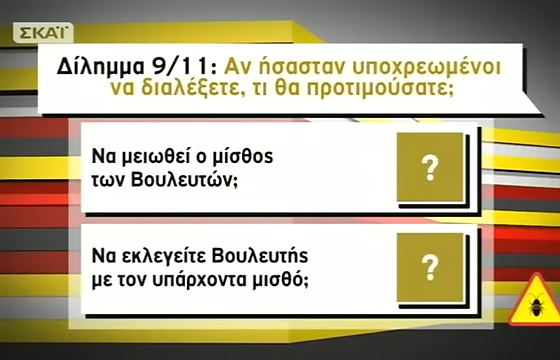 ΣΚΑΪ
Δίλημμα 9/11: Αν ήσασταν υποχρεωμένοι
να διαλέξετε, τι θα προτιμούσατε;
Να μειωθεί ο μίσθος
των Βουλευτών;
?
Να εκλεγείτε Βουλευτής
με τον υπάρχοντα μισθό;
?